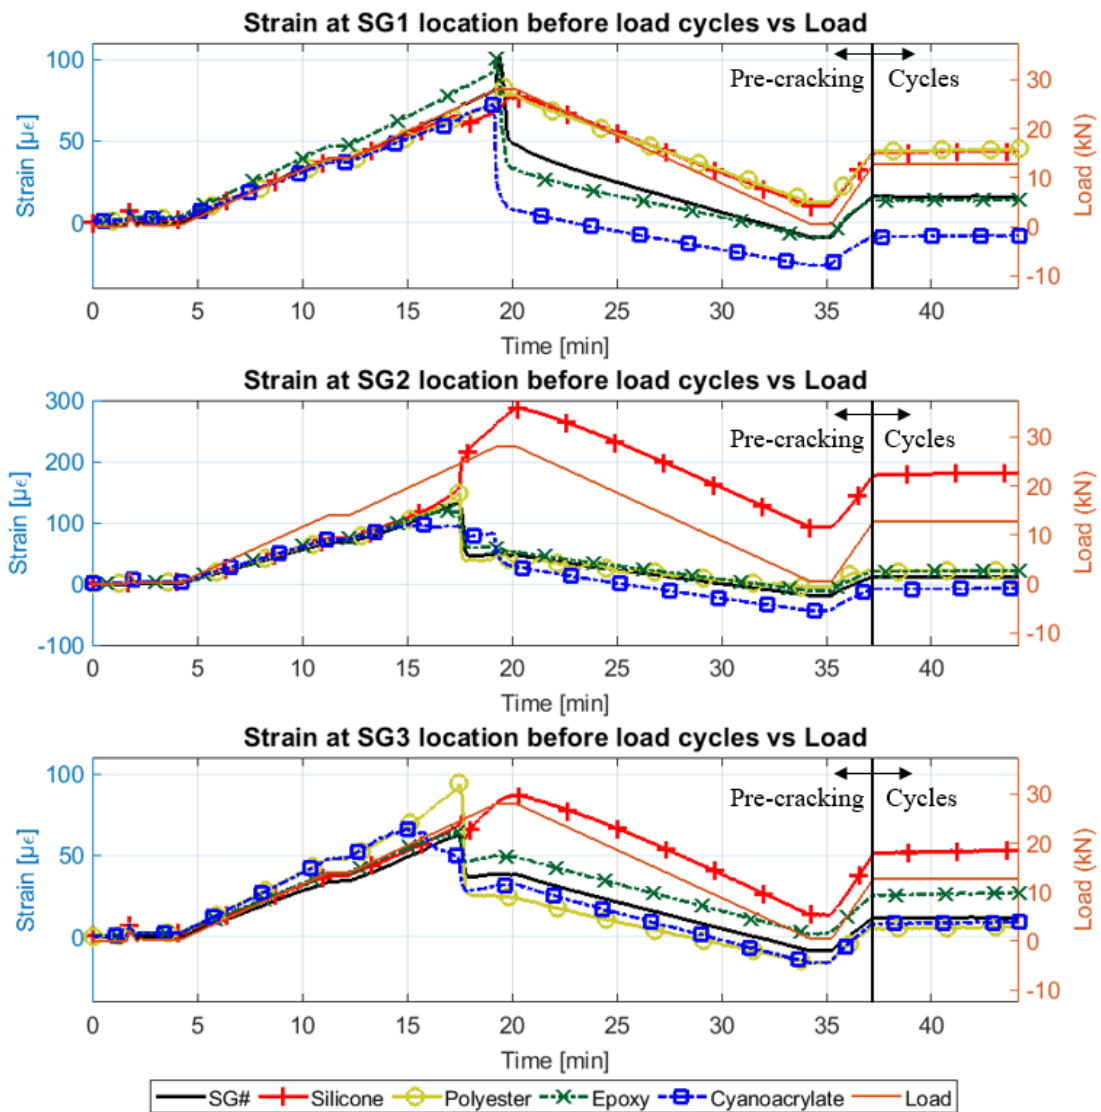 Strain at SG1 location before load cycles vs Load
100
50
0
Strain [µϵ]
Pre-cracking
Cycles
30
20
10
0
-10
Load (kN)
0 5 10 15 20 25 30 35 40
Time [min]
Strain at SG2 location before load cycles vs Load
300
200
100
0
-100
Strain [µϵ]
Pre-cracking
Cycles
30
20
10
0
-10
Load (kN)
0 5 10 15 20 25 30 35 40
Time [min]
Strain at SG3 location before load cycles vs Load
100
50
0
Strain [µϵ]
Pre-cracking
Cycles
30
20
10
0
-10
Load (kN)
0 5 10 15 20 25 30 35 40
Time [min]
SG# Silicone Polyester Epoxy Cyanoacrylate Load